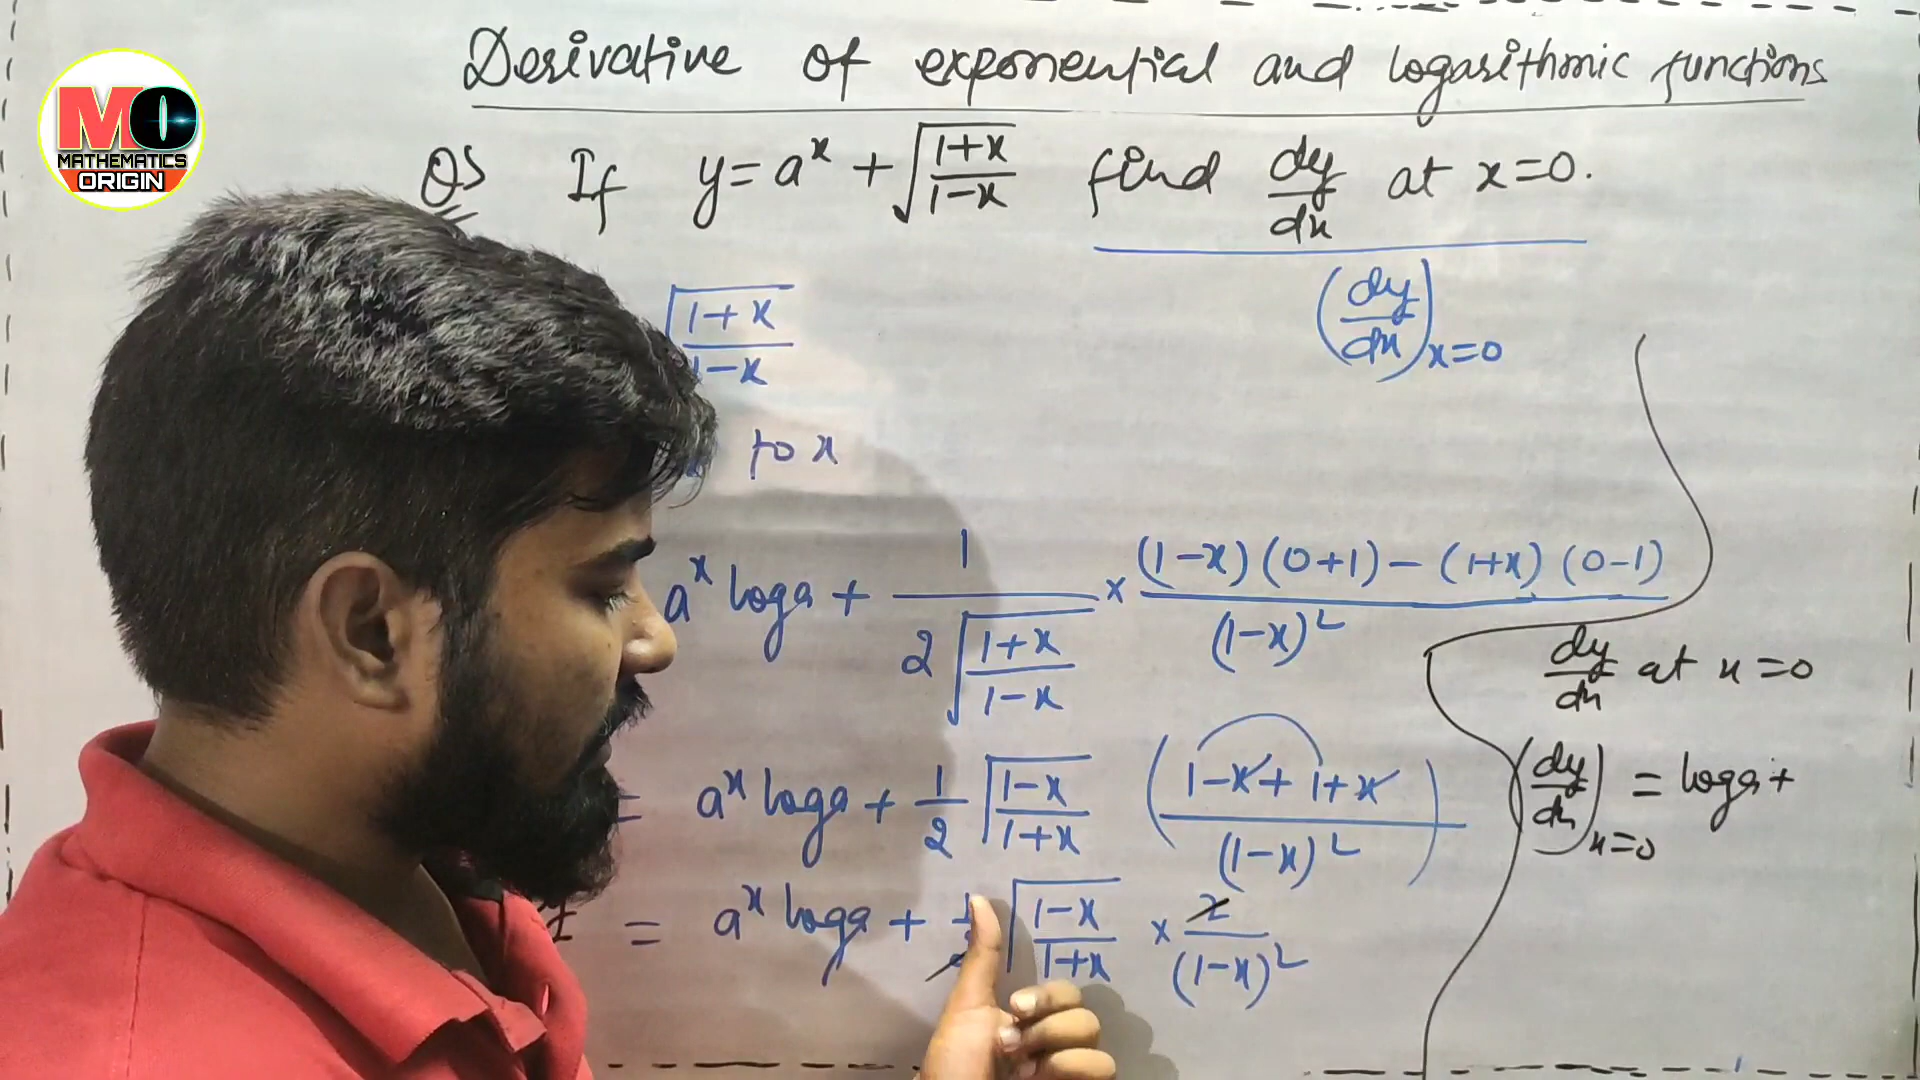 Derivative of exponential and logarithmic functions
MO
MATHEMATICS
ORIGIN
Q5 If y = a^x + √((1+x)/(1-x)) find dy/dx at x=0.
(dy/dx)x=0
√((1+x)/(1-x))
to x
a^x loga + 1/(2√((1+x)/(1-x))) × ((1-x)(0+1) - (1+x)(0-1))/(1-x)^2
dy/dx at x=0
= a^x loga + 1/2 √((1-x)/(1+x)) ((1-x+1+x)/(1-x)^2)
(dy/dx)x=0 = loga +
= a^x loga + √((1-x)/(1+x)) × 2/(1-x)^2